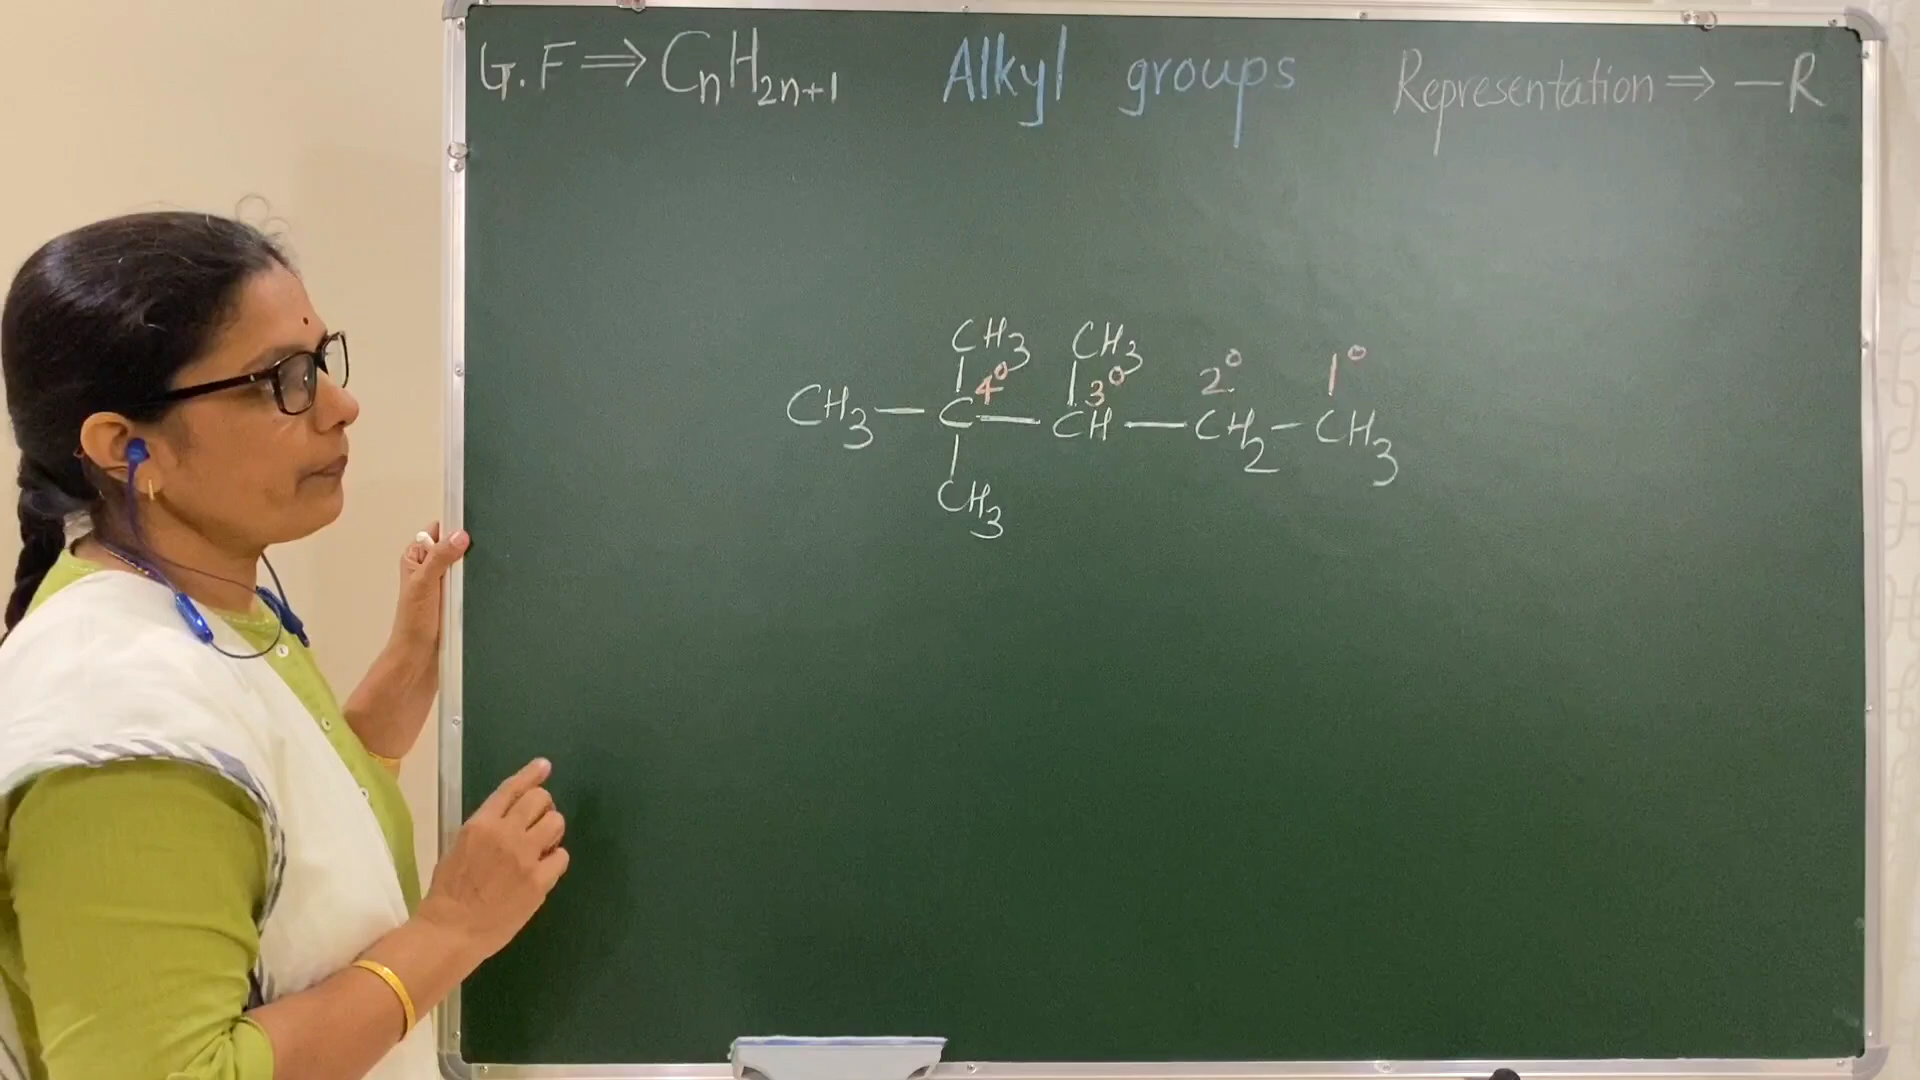 G.F ⇒ CnH2n+1 Alkyl groups Representation ⇒ —R
CH3 CH3
4° 3° 2° 1°
CH3 — C — CH — CH2 — CH3
CH3